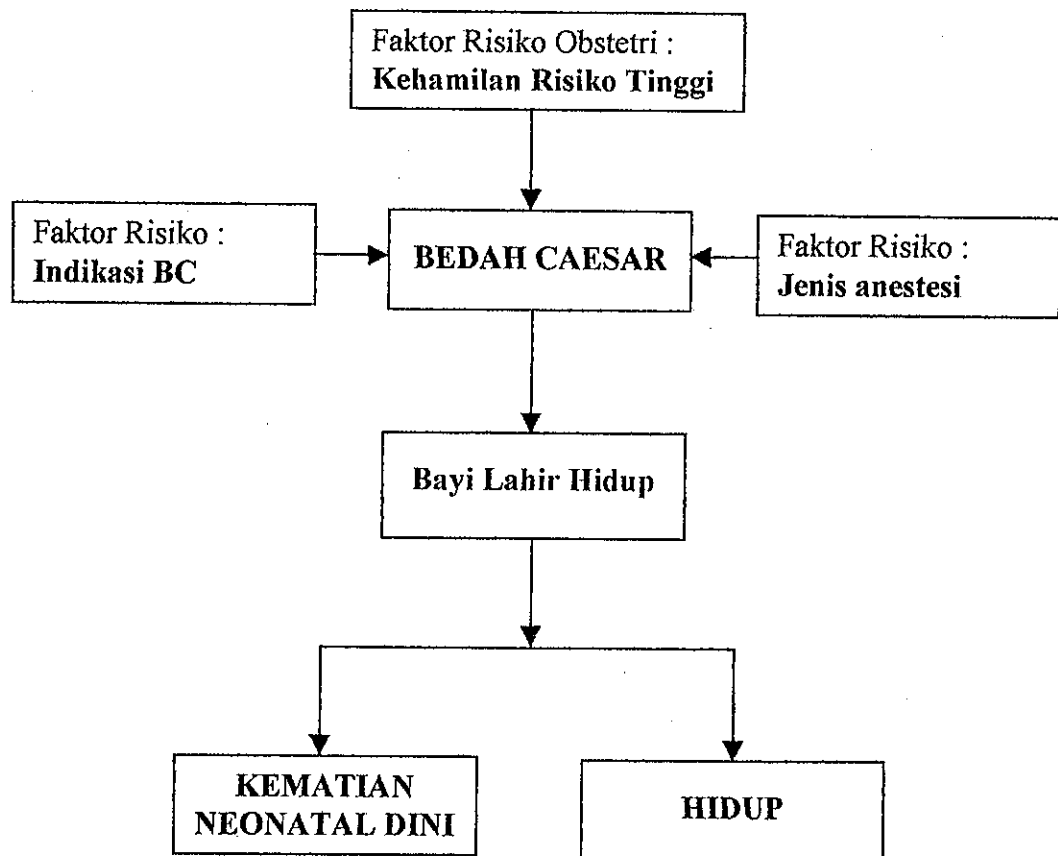 Faktor Risiko Obstetri :
Kehamilan Risiko Tinggi
Faktor Risiko :
Indikasi BC
BEDAH CAESAR
Faktor Risiko :
Jenis anestesi
Bayi Lahir Hidup
KEMATIAN
NEONATAL DINI
HIDUP